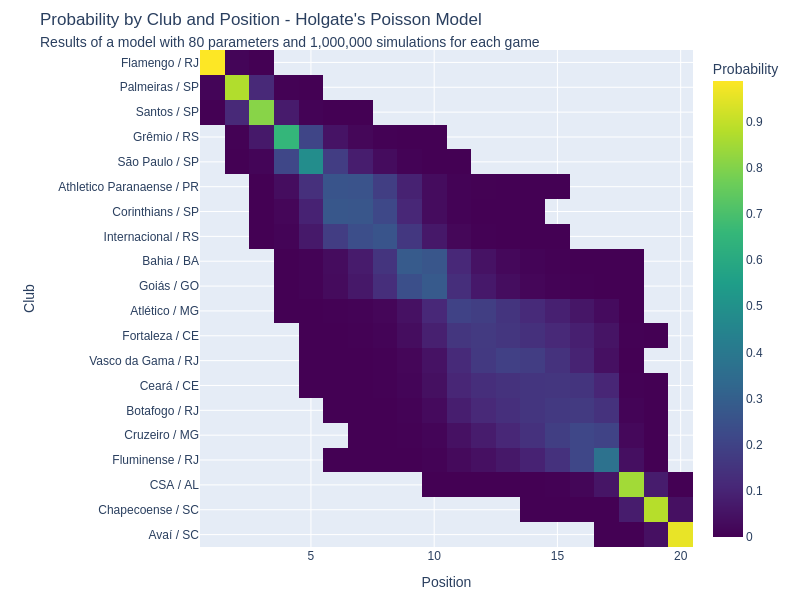 Probability by Club and Position - Holgate's Poisson Model
Results of a model with 80 parameters and 1,000,000 simulations for each game
Probability
Flamengo / RJ
Palmeiras / SP
Santos / SP
Grêmio / RS
São Paulo / SP
Athletico Paranaense / PR
Corinthians / SP
Internacional / RS
Bahia / BA
Goiás / GO
Atlético / MG
Fortaleza / CE
Vasco da Gama / RJ
Ceará / CE
Botafogo / RJ
Cruzeiro / MG
Fluminense / RJ
CSA / AL
Chapecoense / SC
Avaí / SC
Club
5
10
15
20
Position
0.9
0.8
0.7
0.6
0.5
0.4
0.3
0.2
0.1
0